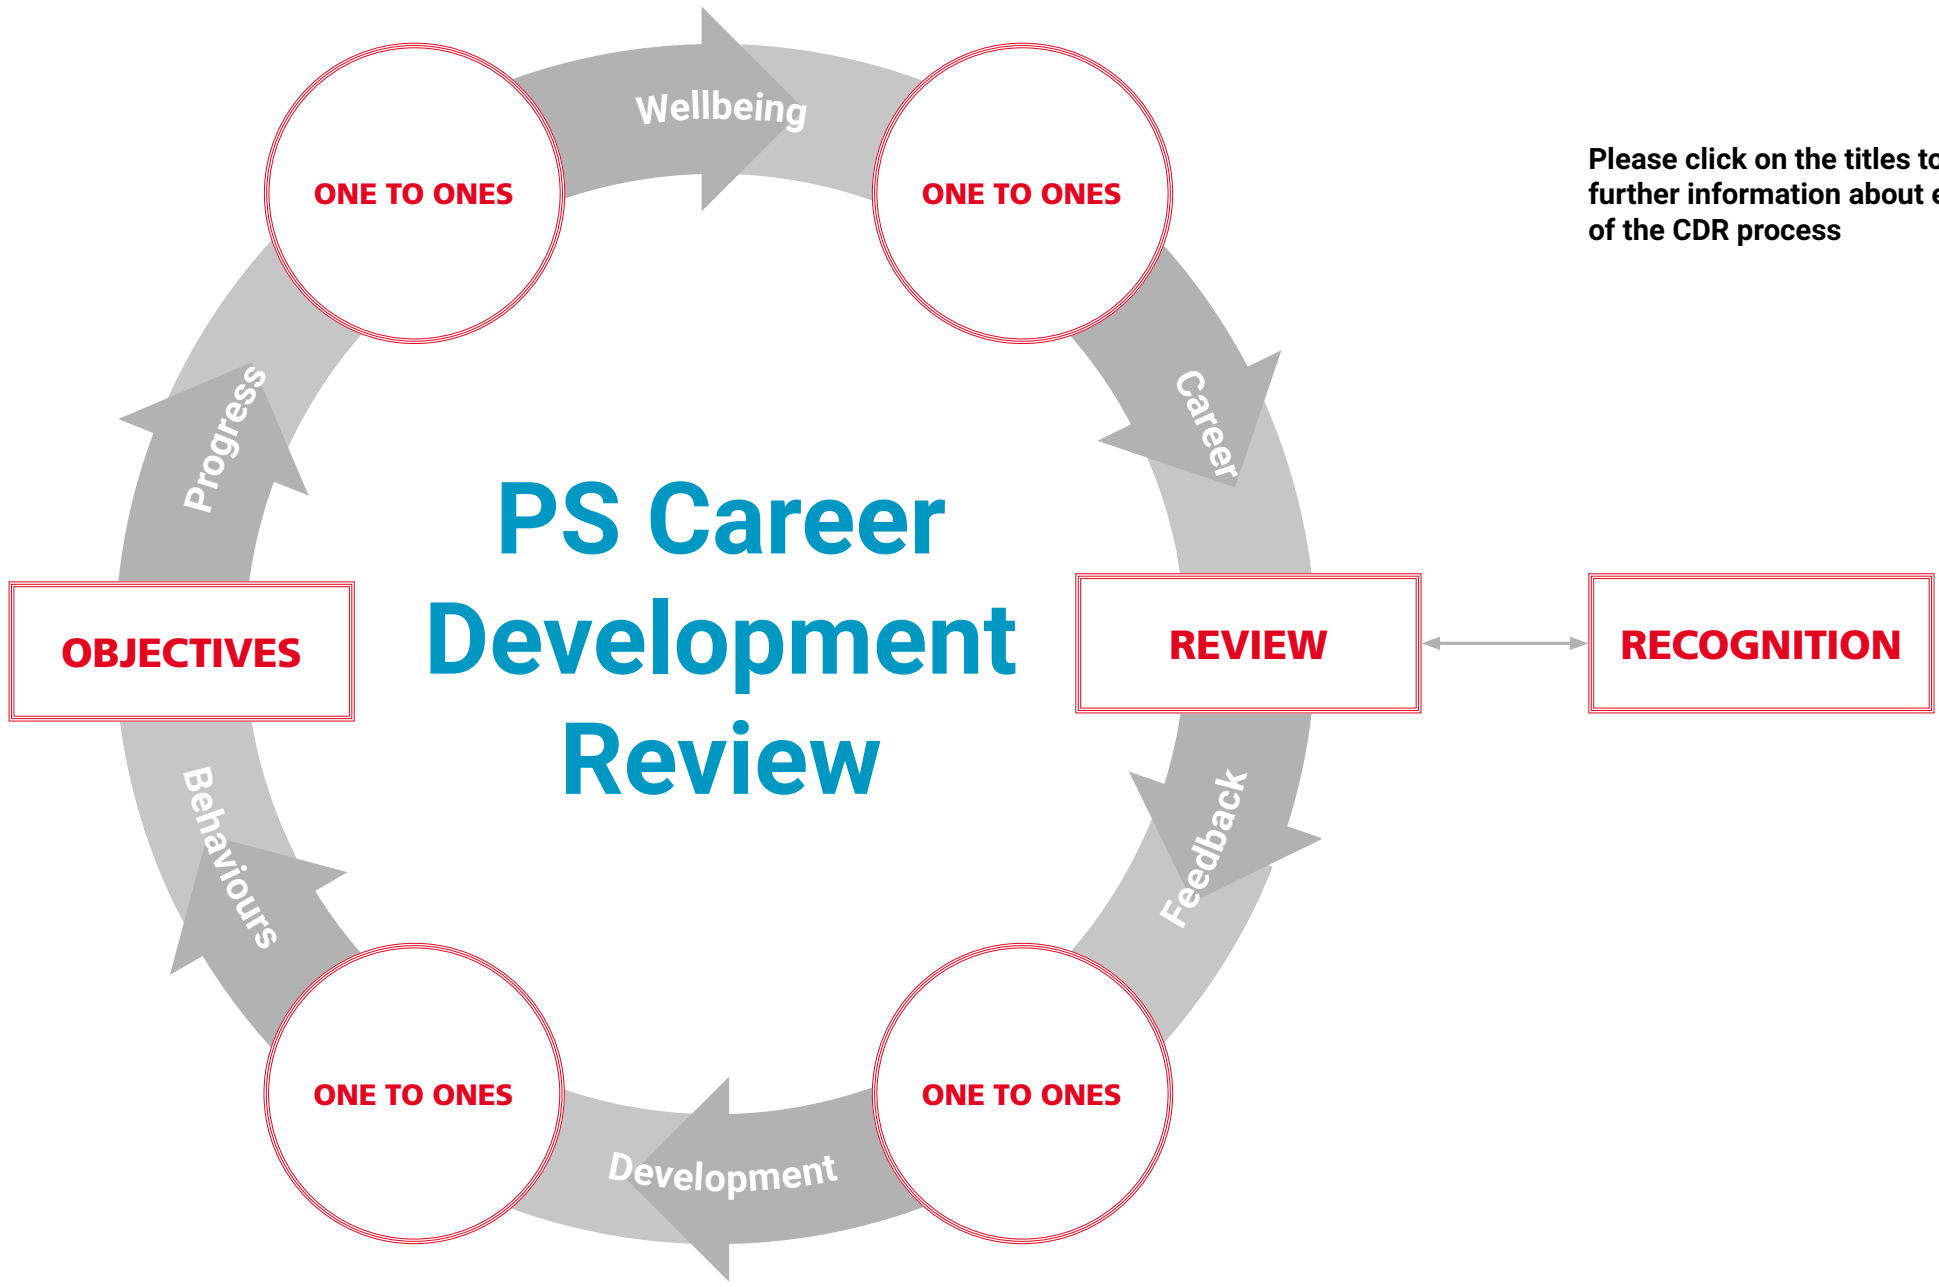 Wellbeing
ONE TO ONES
ONE TO ONES
Please click on the titles to
further information about
of the CDR process
Progress
Career
PS Career
Development
Review
OBJECTIVES
REVIEW
RECOGNITION
Behaviours
Feedback
ONE TO ONES
ONE TO ONES
Development